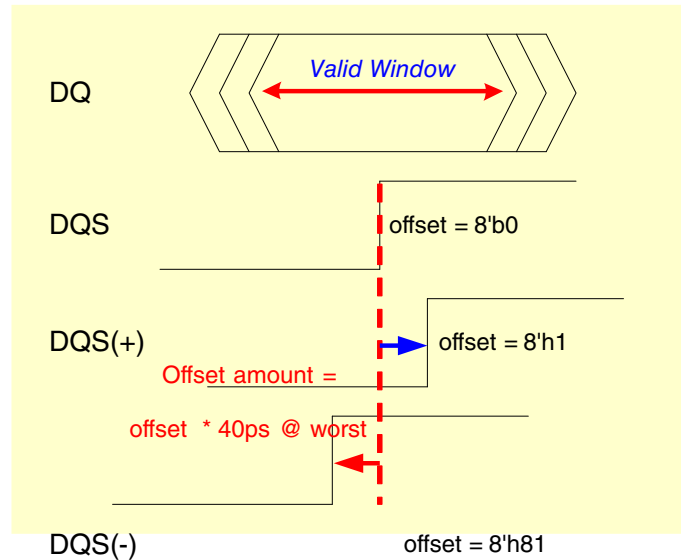 Valid Window
DQ
DQS
offset = 8'b0
DQS(+)
offset = 8'h1
Offset amount =
offset * 40ps @ worst
DQS(-)
offset = 8'h81